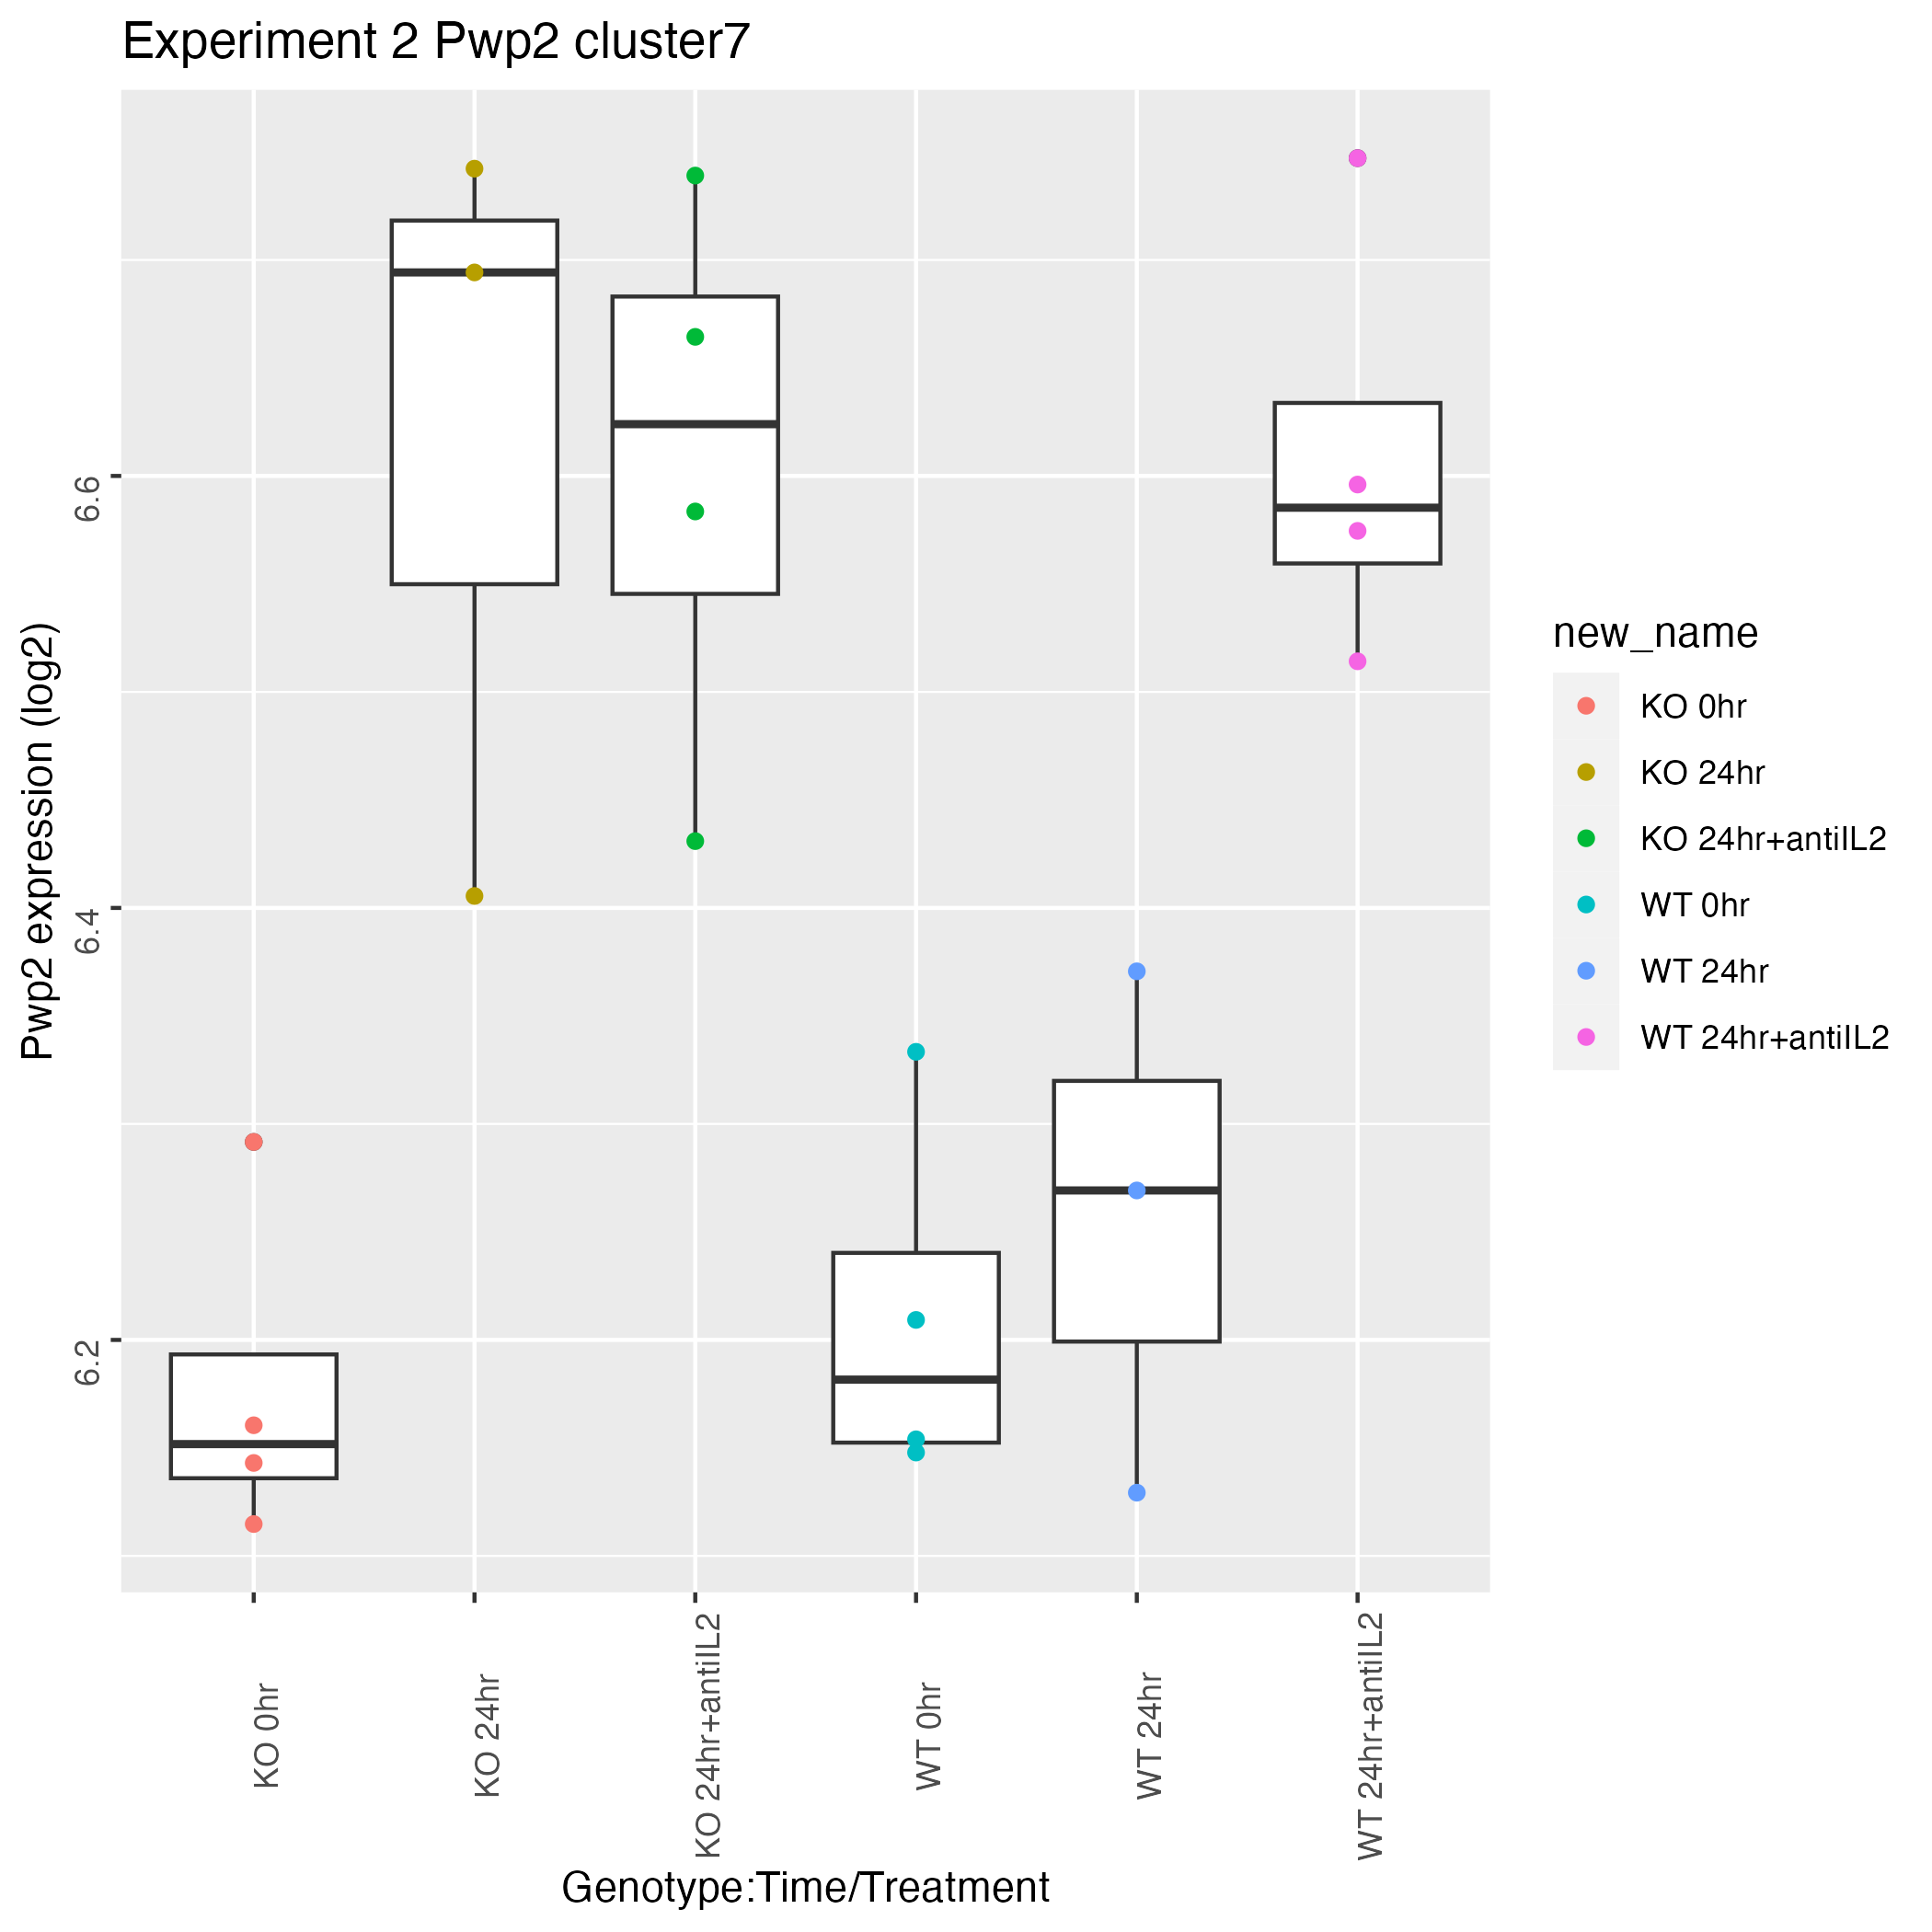 Experiment 2 Pwp2 cluster7
Pwp2 expression (log2)
6.6
6.4
6.2
KO 0hr
KO 24hr
KO 24hr+antiIL2
WT 0hr
WT 24hr
WT 24hr+antiIL2
Genotype:Time/Treatment
new_name
KO 0hr
KO 24hr
KO 24hr+antiIL2
WT 0hr
WT 24hr
WT 24hr+antiIL2